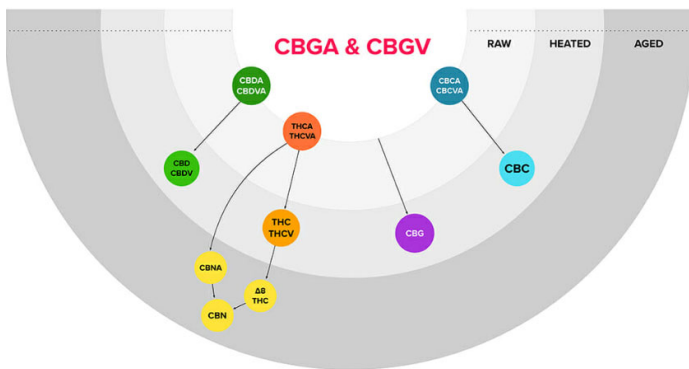 CBGA & CBGV
RAW
HEATED
AGED
CBDA
CBDVA
CBCA
CBCVA
THCA
THCVA
CBD
CBDV
CBC
THC
THCV
CBG
CBNA
Δ8
THC
CBN